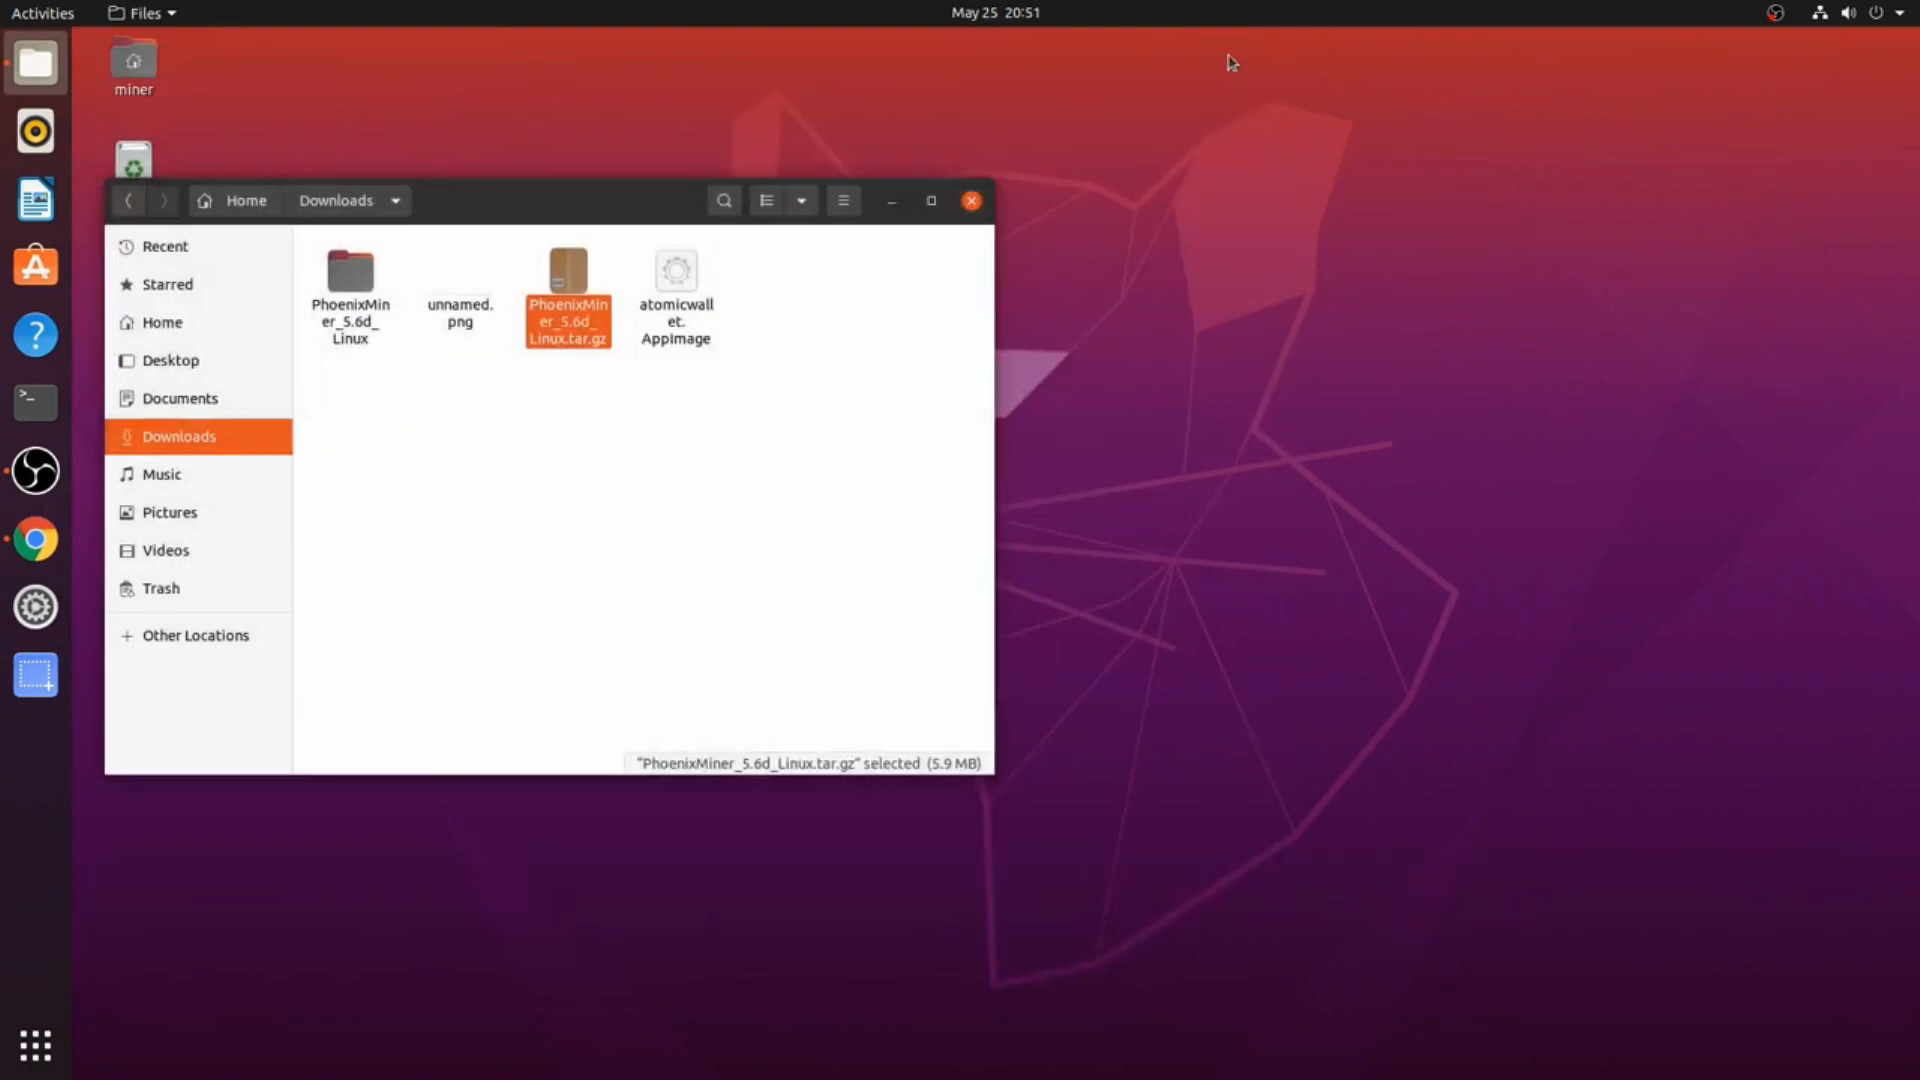 Activities
Files
May 25 20:51
miner
Home
Downloads
Recent
Starred
Home
Desktop
Documents
Downloads
Music
Pictures
Videos
Trash
Other Locations
PhoenixMin
er_5.6d_
Linux
unnamed.
png
PhoenixMin
er_5.6d_
Linux.tar.gz
atomicwall
et.
AppImage
"PhoenixMiner_5.6d_Linux.tar.gz" selected (5.9 MB)